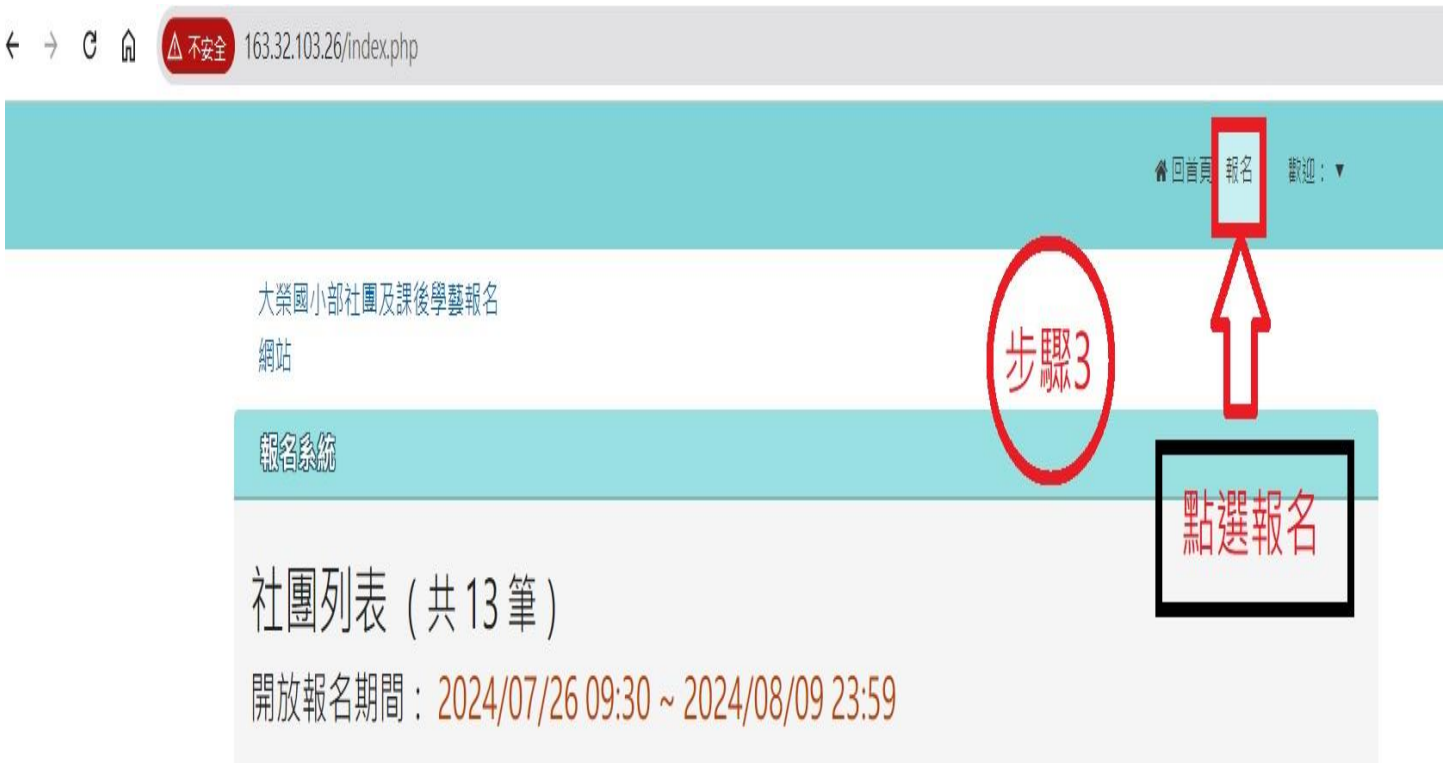 不安全 163.32.103.26/index.php
回首頁 報名 歡迎：▼
大榮國小部社團及課後學藝報名
網站
步驟3
報名系統
點選報名
社團列表（共 13 筆）
開放報名期間：2024/07/26 09:30 ~ 2024/08/09 23:59